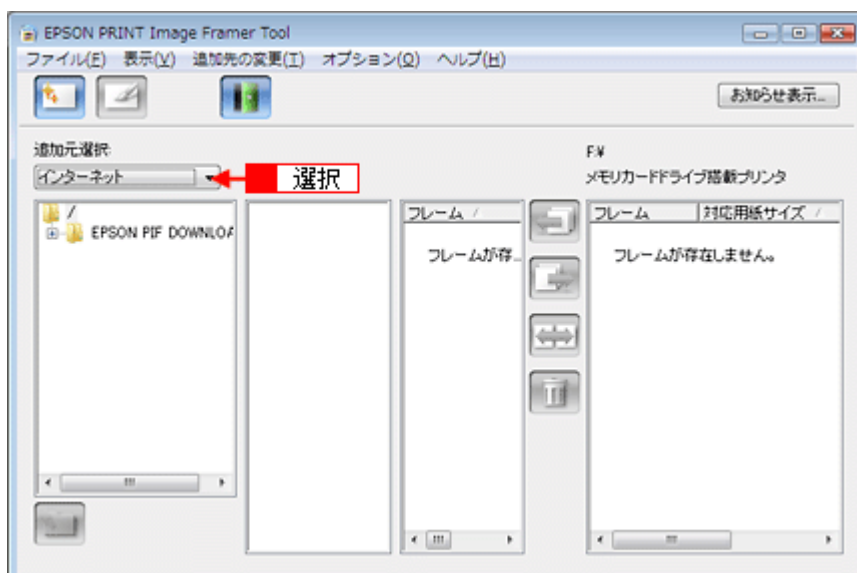 EPSON PRINT Image Framer Tool
ファイル(F) 表示(V) 追加先の変更(I) オプション(O) ヘルプ(H)
お知らせ表示...
追加元選択:
F:¥
インターネット
選択
メモリカードドライブ搭載プリンタ
/
フレーム /
フレーム 対応用紙サイズ /
EPSON PIF DOWNLOA
フレームが存...
フレームが存在しません。